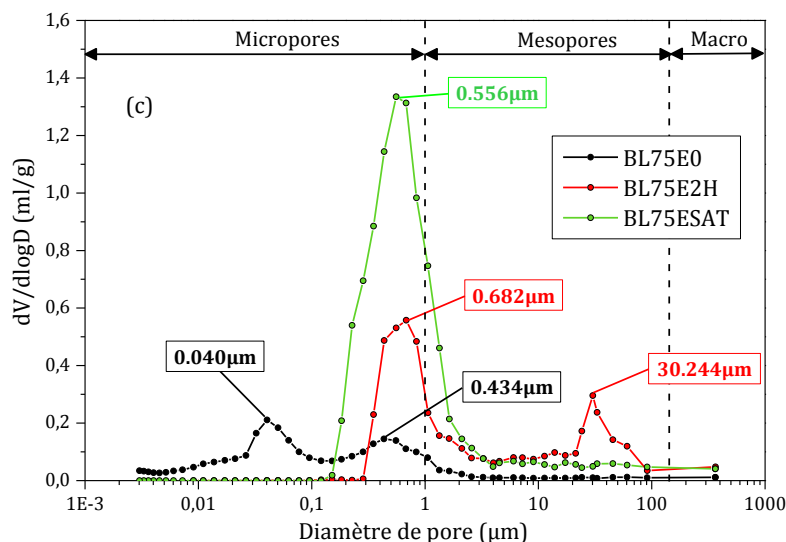 1,6
1,4
1,2
1,0
0,8
0,6
0,4
0,2
0,0
dV/dlogD (ml/g)
Micropores
Mesopores
Macro
(c)
0.556µm
BL75E0
BL75E2H
BL75ESAT
0.682µm
0.040µm
0.434µm
30.244µm
1E-3
0,01
0,1
1
10
100
1000
Diamètre de pore (µm)